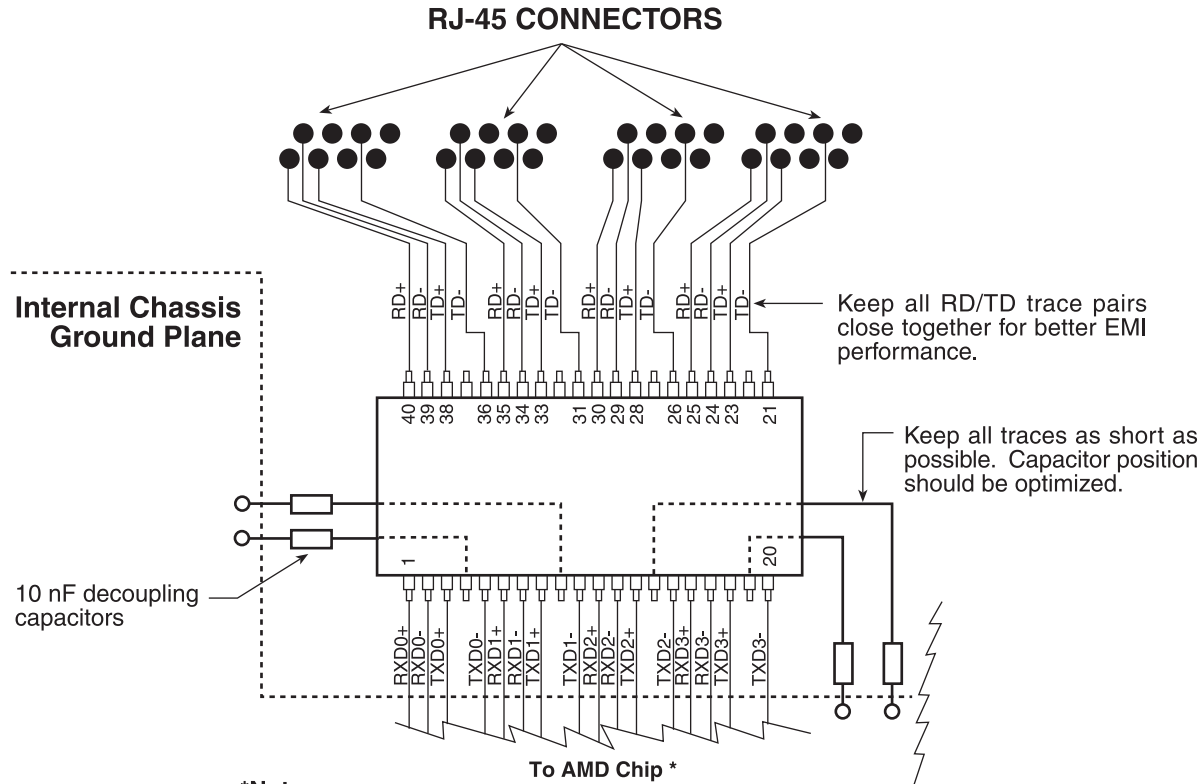 RJ-45 CONNECTORS
Internal Chassis
Ground Plane
RD+ RD- TD+ TD- RD+ RD- TD+ TD- RD+ RD- TD+ TD- RD+ RD- TD+ TD-
Keep all RD/TD trace pairs
close together for better EMI
performance.
40 39 38 36 35 34 33 31 30 29 28 26 25 24 23 21
Keep all traces as short as
possible. Capacitor position
should be optimized.
1 20
10 nF decoupling
capacitors
RXD0+ RXD0- TXD0+ TXD0- RXD1+ RXD1- TXD1+ TXD1- RXD2+ RXD2- TXD2+ TXD2- RXD3+ RXD3- TXD3+ TXD3-
To AMD Chip *